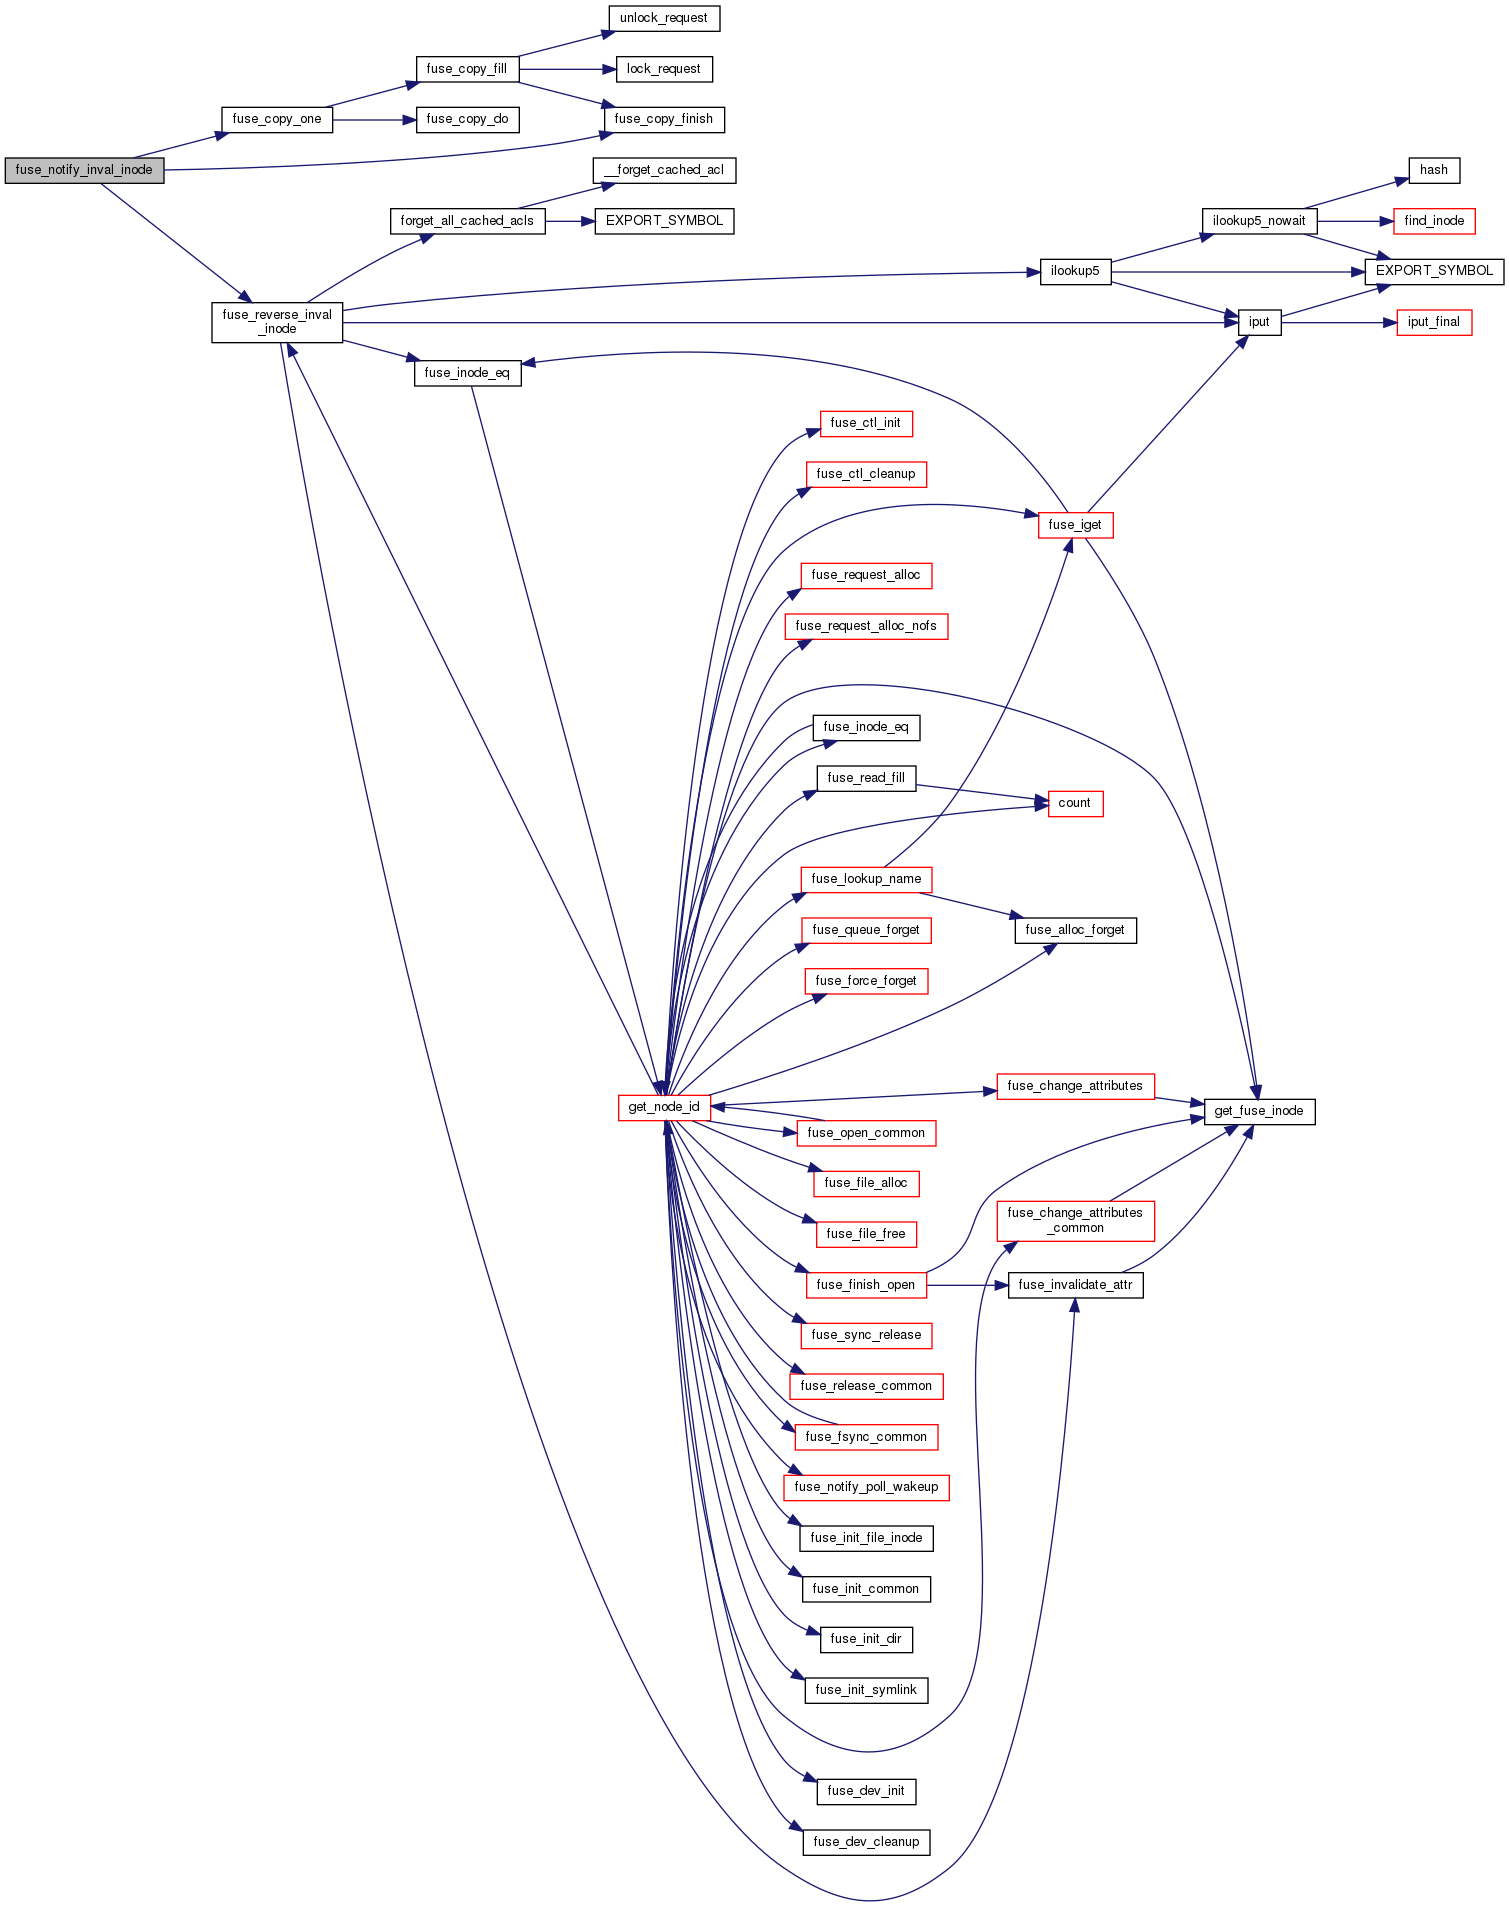 unlock_request
fuse_copy_fill
lock_request
fuse_copy_one
fuse_copy_do
fuse_copy_finish
fuse_notify_inval_inode
__forget_cached_acl
hash
forget_all_cached_acls
EXPORT_SYMBOL
ilookup5_nowait
find_inode
ilookup5
EXPORT_SYMBOL
fuse_reverse_inval
_inode
iput
iput_final
fuse_inode_eq
fuse_ctl_init
fuse_ctl_cleanup
fuse_iget
fuse_request_alloc
fuse_request_alloc_nofs
fuse_inode_eq
fuse_read_fill
count
fuse_lookup_name
fuse_queue_forget
fuse_alloc_forget
fuse_force_forget
fuse_change_attributes
get_node_id
get_fuse_inode
fuse_open_common
fuse_file_alloc
fuse_change_attributes
_common
fuse_file_free
fuse_finish_open
fuse_invalidate_attr
fuse_sync_release
fuse_release_common
fuse_fsync_common
fuse_notify_poll_wakeup
fuse_init_file_inode
fuse_init_common
fuse_init_dir
fuse_init_symlink
fuse_dev_init
fuse_dev_cleanup